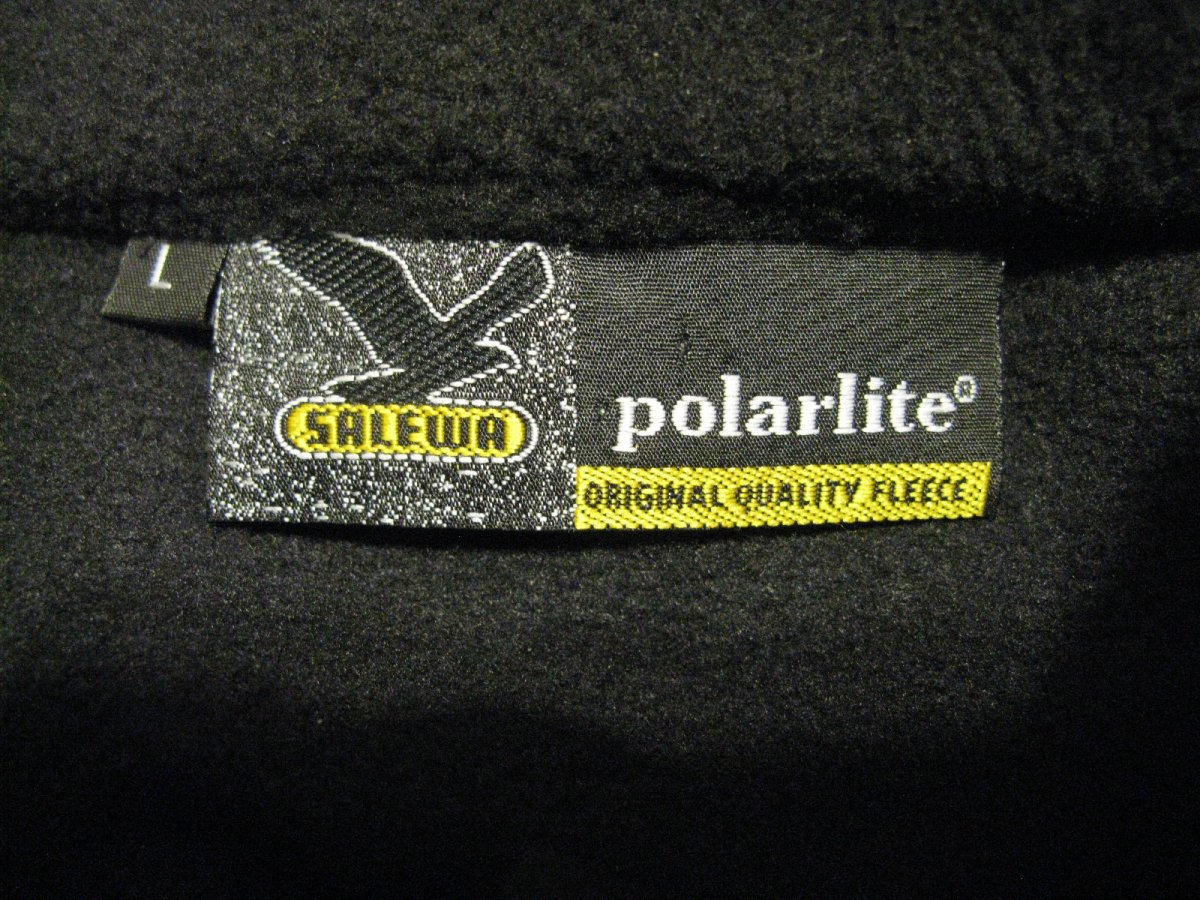 L
SALEWA
polarlite®
ORIGINAL QUALITY FLEECE